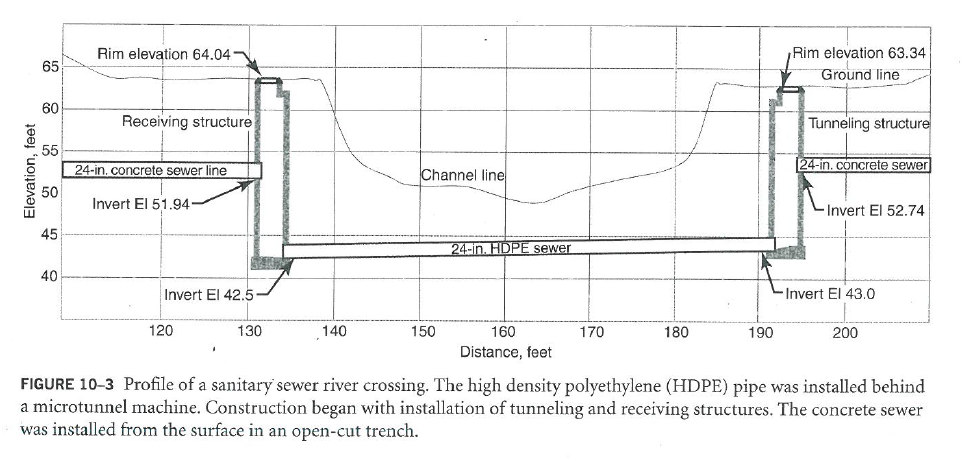 Rim elevation 64.04
Rim elevation 63.34
Ground line
Receiving structure
Tunneling structure
24-in. concrete sewer line
Channel line
24-in. concrete sewer
Invert El 51.94
Invert El 52.74
24-in. HDPE sewer
Invert El 42.5
Invert El 43.0
Elevation, feet
65
60
55
50
45
40
120 130 140 150 160 170 180 190 200
Distance, feet
FIGURE 10–3 Profile of a sanitary sewer river crossing. The high density polyethylene (HDPE) pipe was installed behind
a microtunnel machine. Construction began with installation of tunneling and receiving structures. The concrete sewer
was installed from the surface in an open-cut trench.